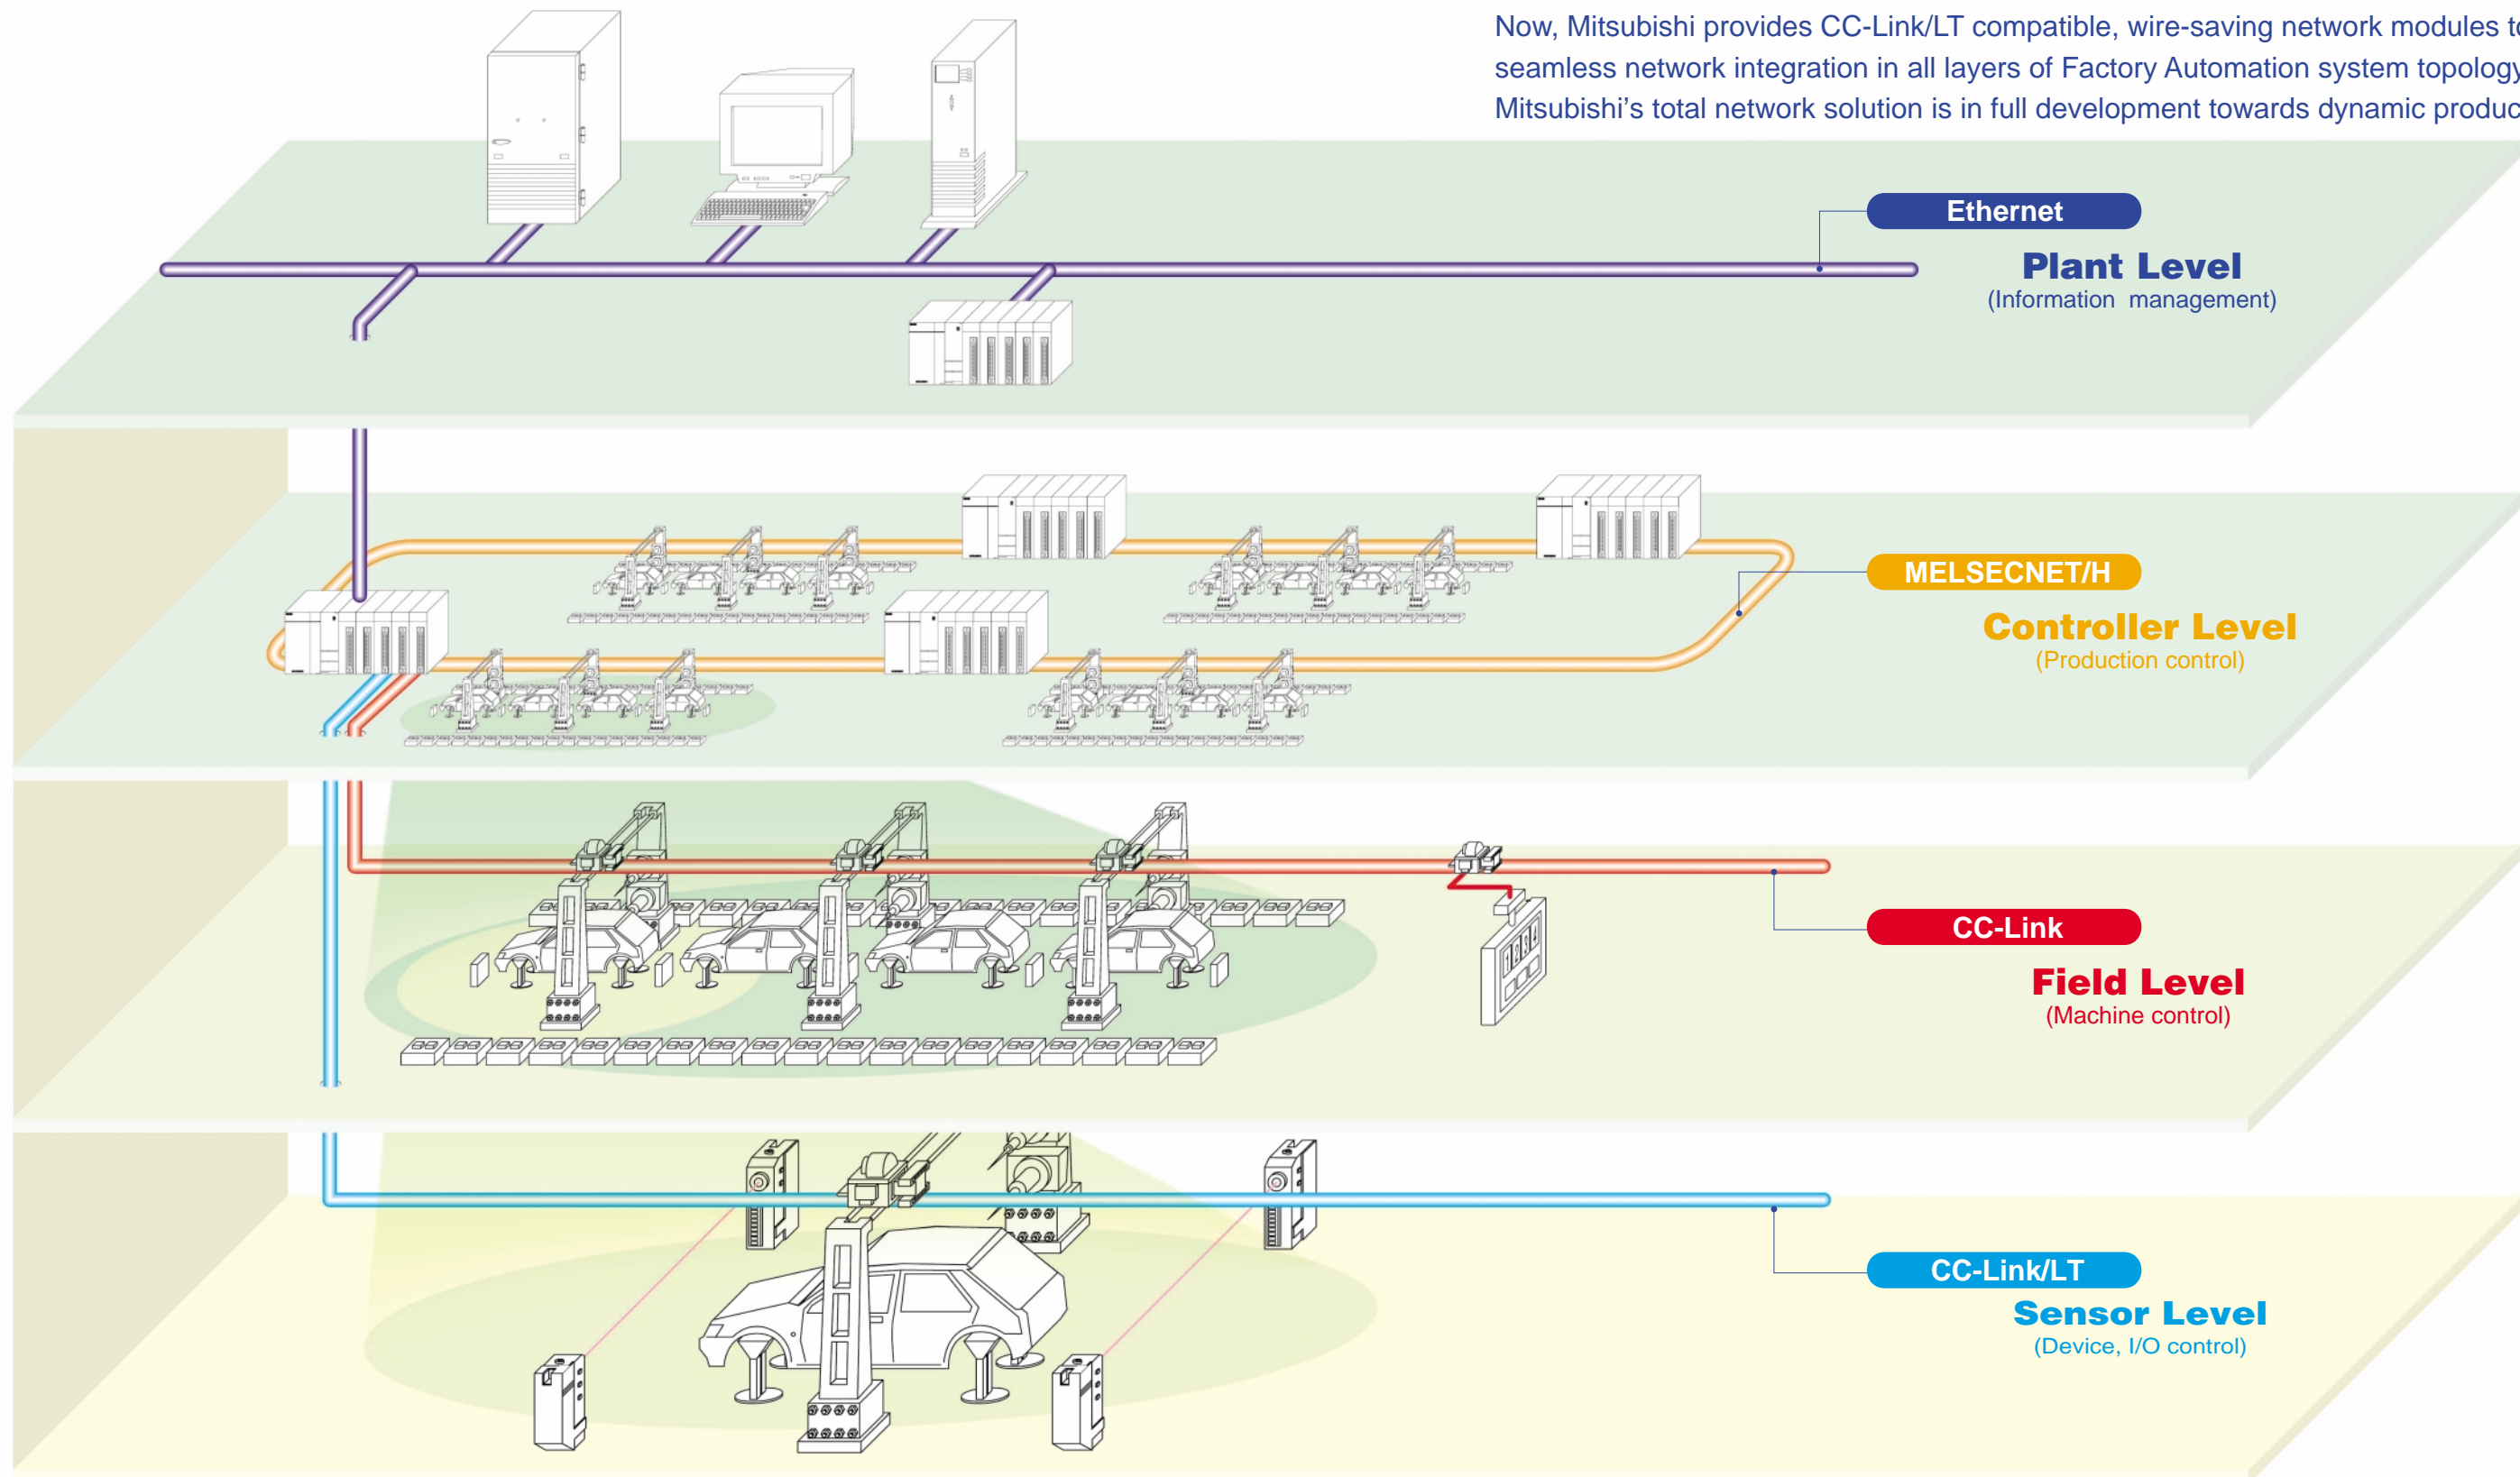 Now, Mitsubishi provides CC-Link/LT compatible, wire-saving network modules
seamless network integration in all layers of Factory Automation system topology
Mitsubishi's total network solution is in full development towards dynamic
Ethernet
Plant Level
(Information management)
MELSECNET/H
Controller Level
(Production control)
CC-Link
Field Level
(Machine control)
1234
CC-Link/LT
Sensor Level
(Device, I/O control)